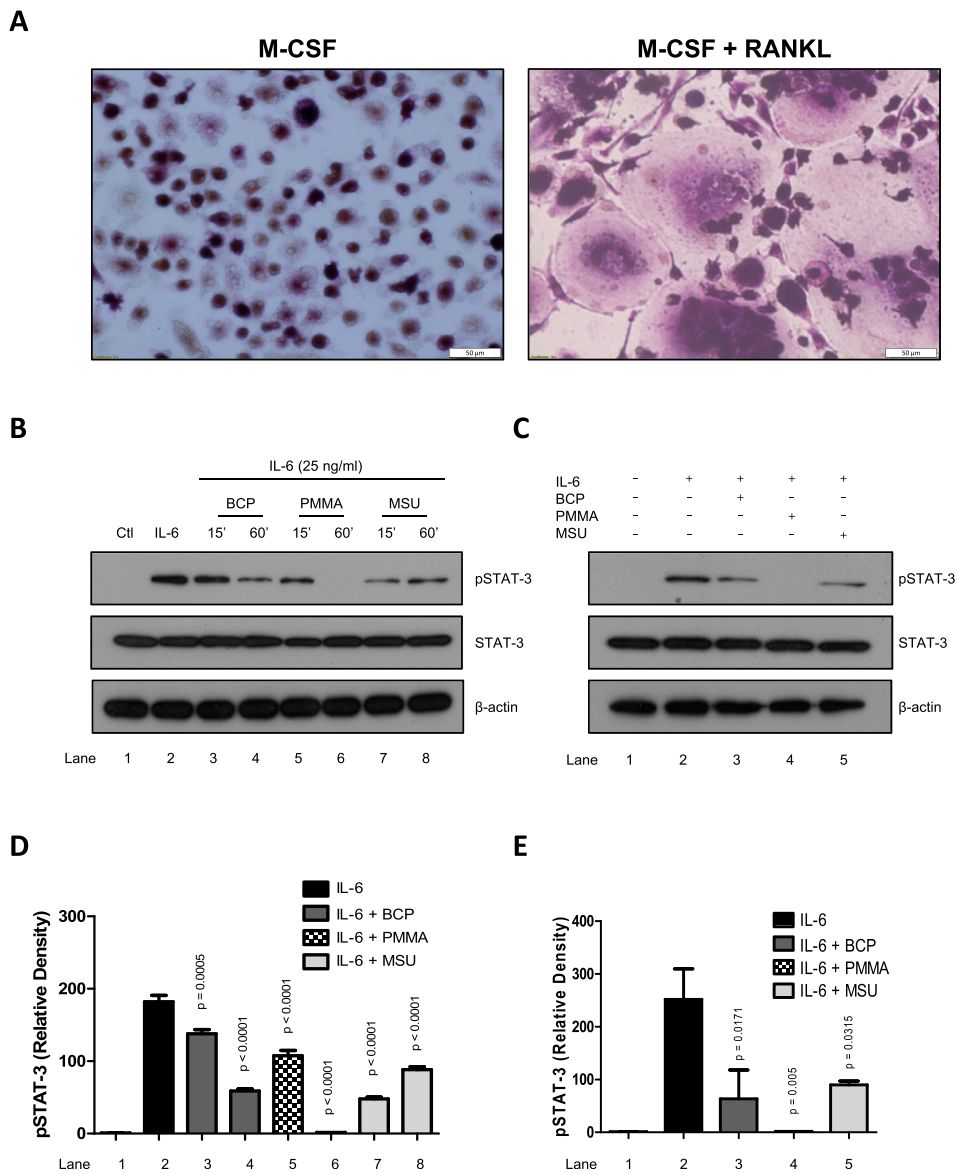 A
M-CSF
M-CSF + RANKL
50 µm
50 µm
B
IL-6 (25 ng/ml)
BCP PMMA MSU
Ctl IL-6 15' 60' 15' 60' 15' 60'
pSTAT-3
STAT-3
β-actin
Lane 1 2 3 4 5 6 7 8
C
IL-6 - + + + +
BCP - - + - -
PMMA - - - + -
MSU - - - - +
pSTAT-3
STAT-3
β-actin
Lane 1 2 3 4 5
D
IL-6
IL-6 + BCP
IL-6 + PMMA
IL-6 + MSU
pSTAT-3 (Relative Density)
300
200
100
0
p = 0.0005
p < 0.0001
p < 0.0001
p < 0.0001
p < 0.0001
p < 0.0001
Lane 1 2 3 4 5 6 7 8
E
IL-6
IL-6 + BCP
IL-6 + PMMA
IL-6 + MSU
pSTAT-3 (Relative Density)
400
300
200
100
0
p = 0.0171
p = 0.005
p = 0.0315
Lane 1 2 3 4 5